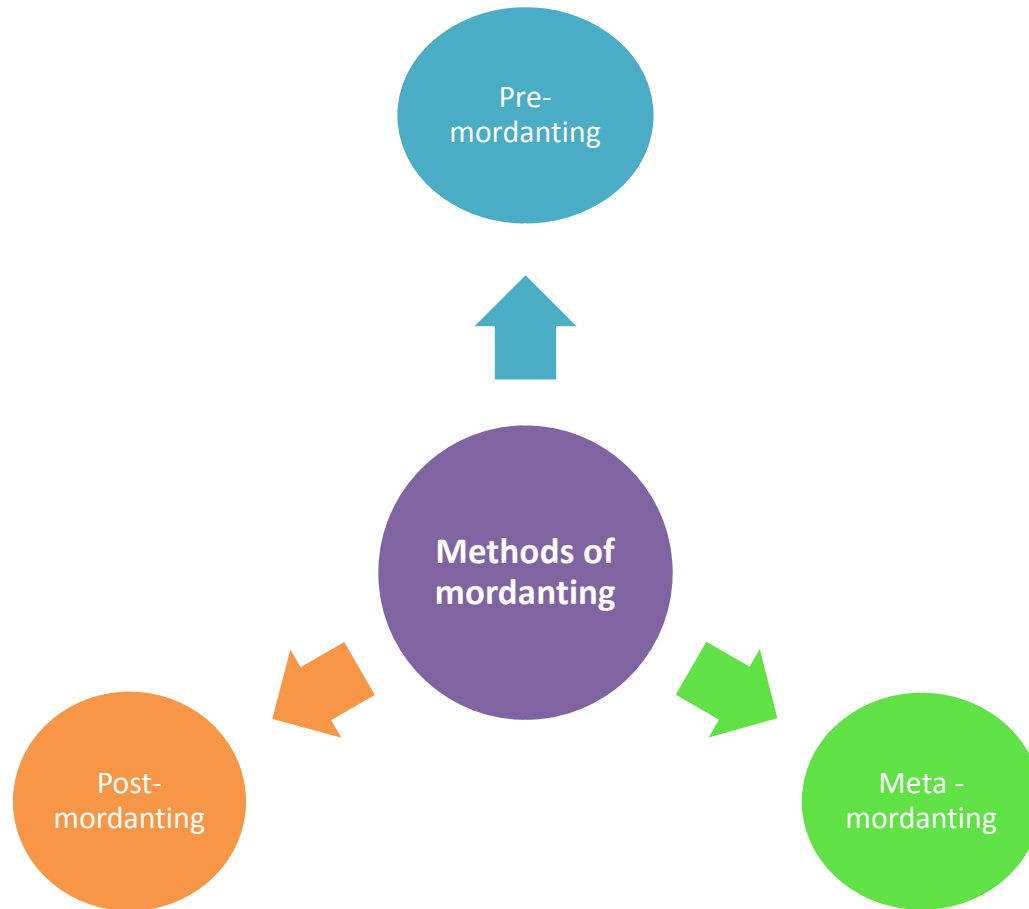 Pre-
mordanting
Methods of
mordanting
Post-
mordanting
Meta -
mordanting